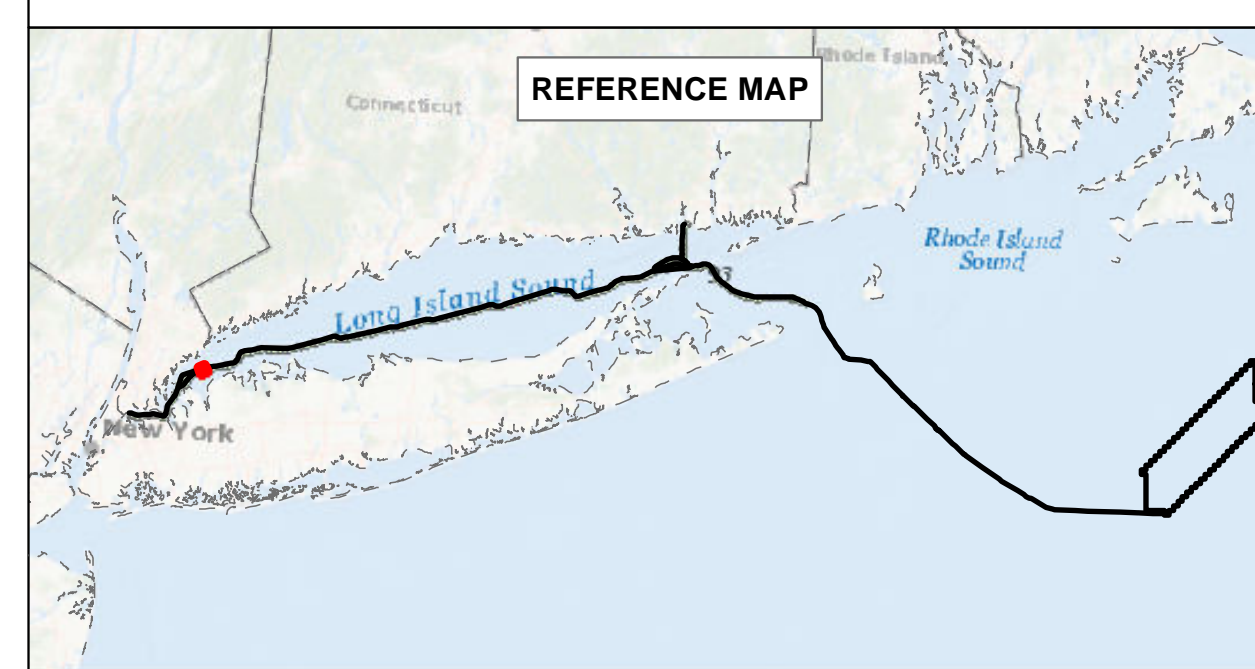 REFERENCE MAP
Rhode Island
Connecticut
Rhode Island
Sound
Long Island Sound
New York